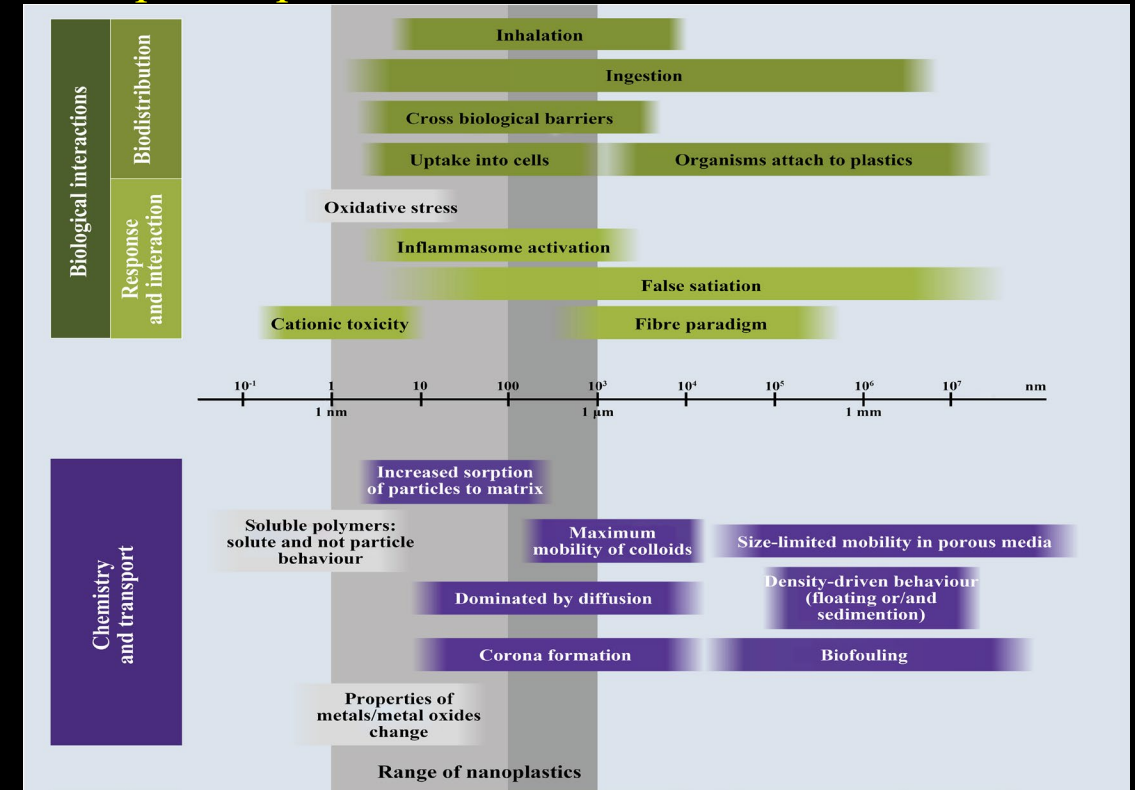 Biological interactions
Biodistribution
Inhalation
Ingestion
Cross biological barriers
Uptake into cells
Organisms attach to plastics
Response
and interaction
Oxidative stress
Inflammasome activation
False satiation
Cationic toxicity
Fibre paradigm
10⁻¹ 1 10 100 10³ 10⁴ 10⁵ 10⁶ 10⁷ nm
1 nm 1 µm 1 mm
Chemistry
and transport
Increased sorption
of particles to matrix
Soluble polymers:
solute and not particle
behaviour
Maximum
mobility of colloids
Size-limited mobility in porous media
Dominated by diffusion
Density-driven behaviour
(floating or/and
sedimention)
Corona formation
Biofouling
Properties of
metals/metal oxides
change
Range of nanoplastics